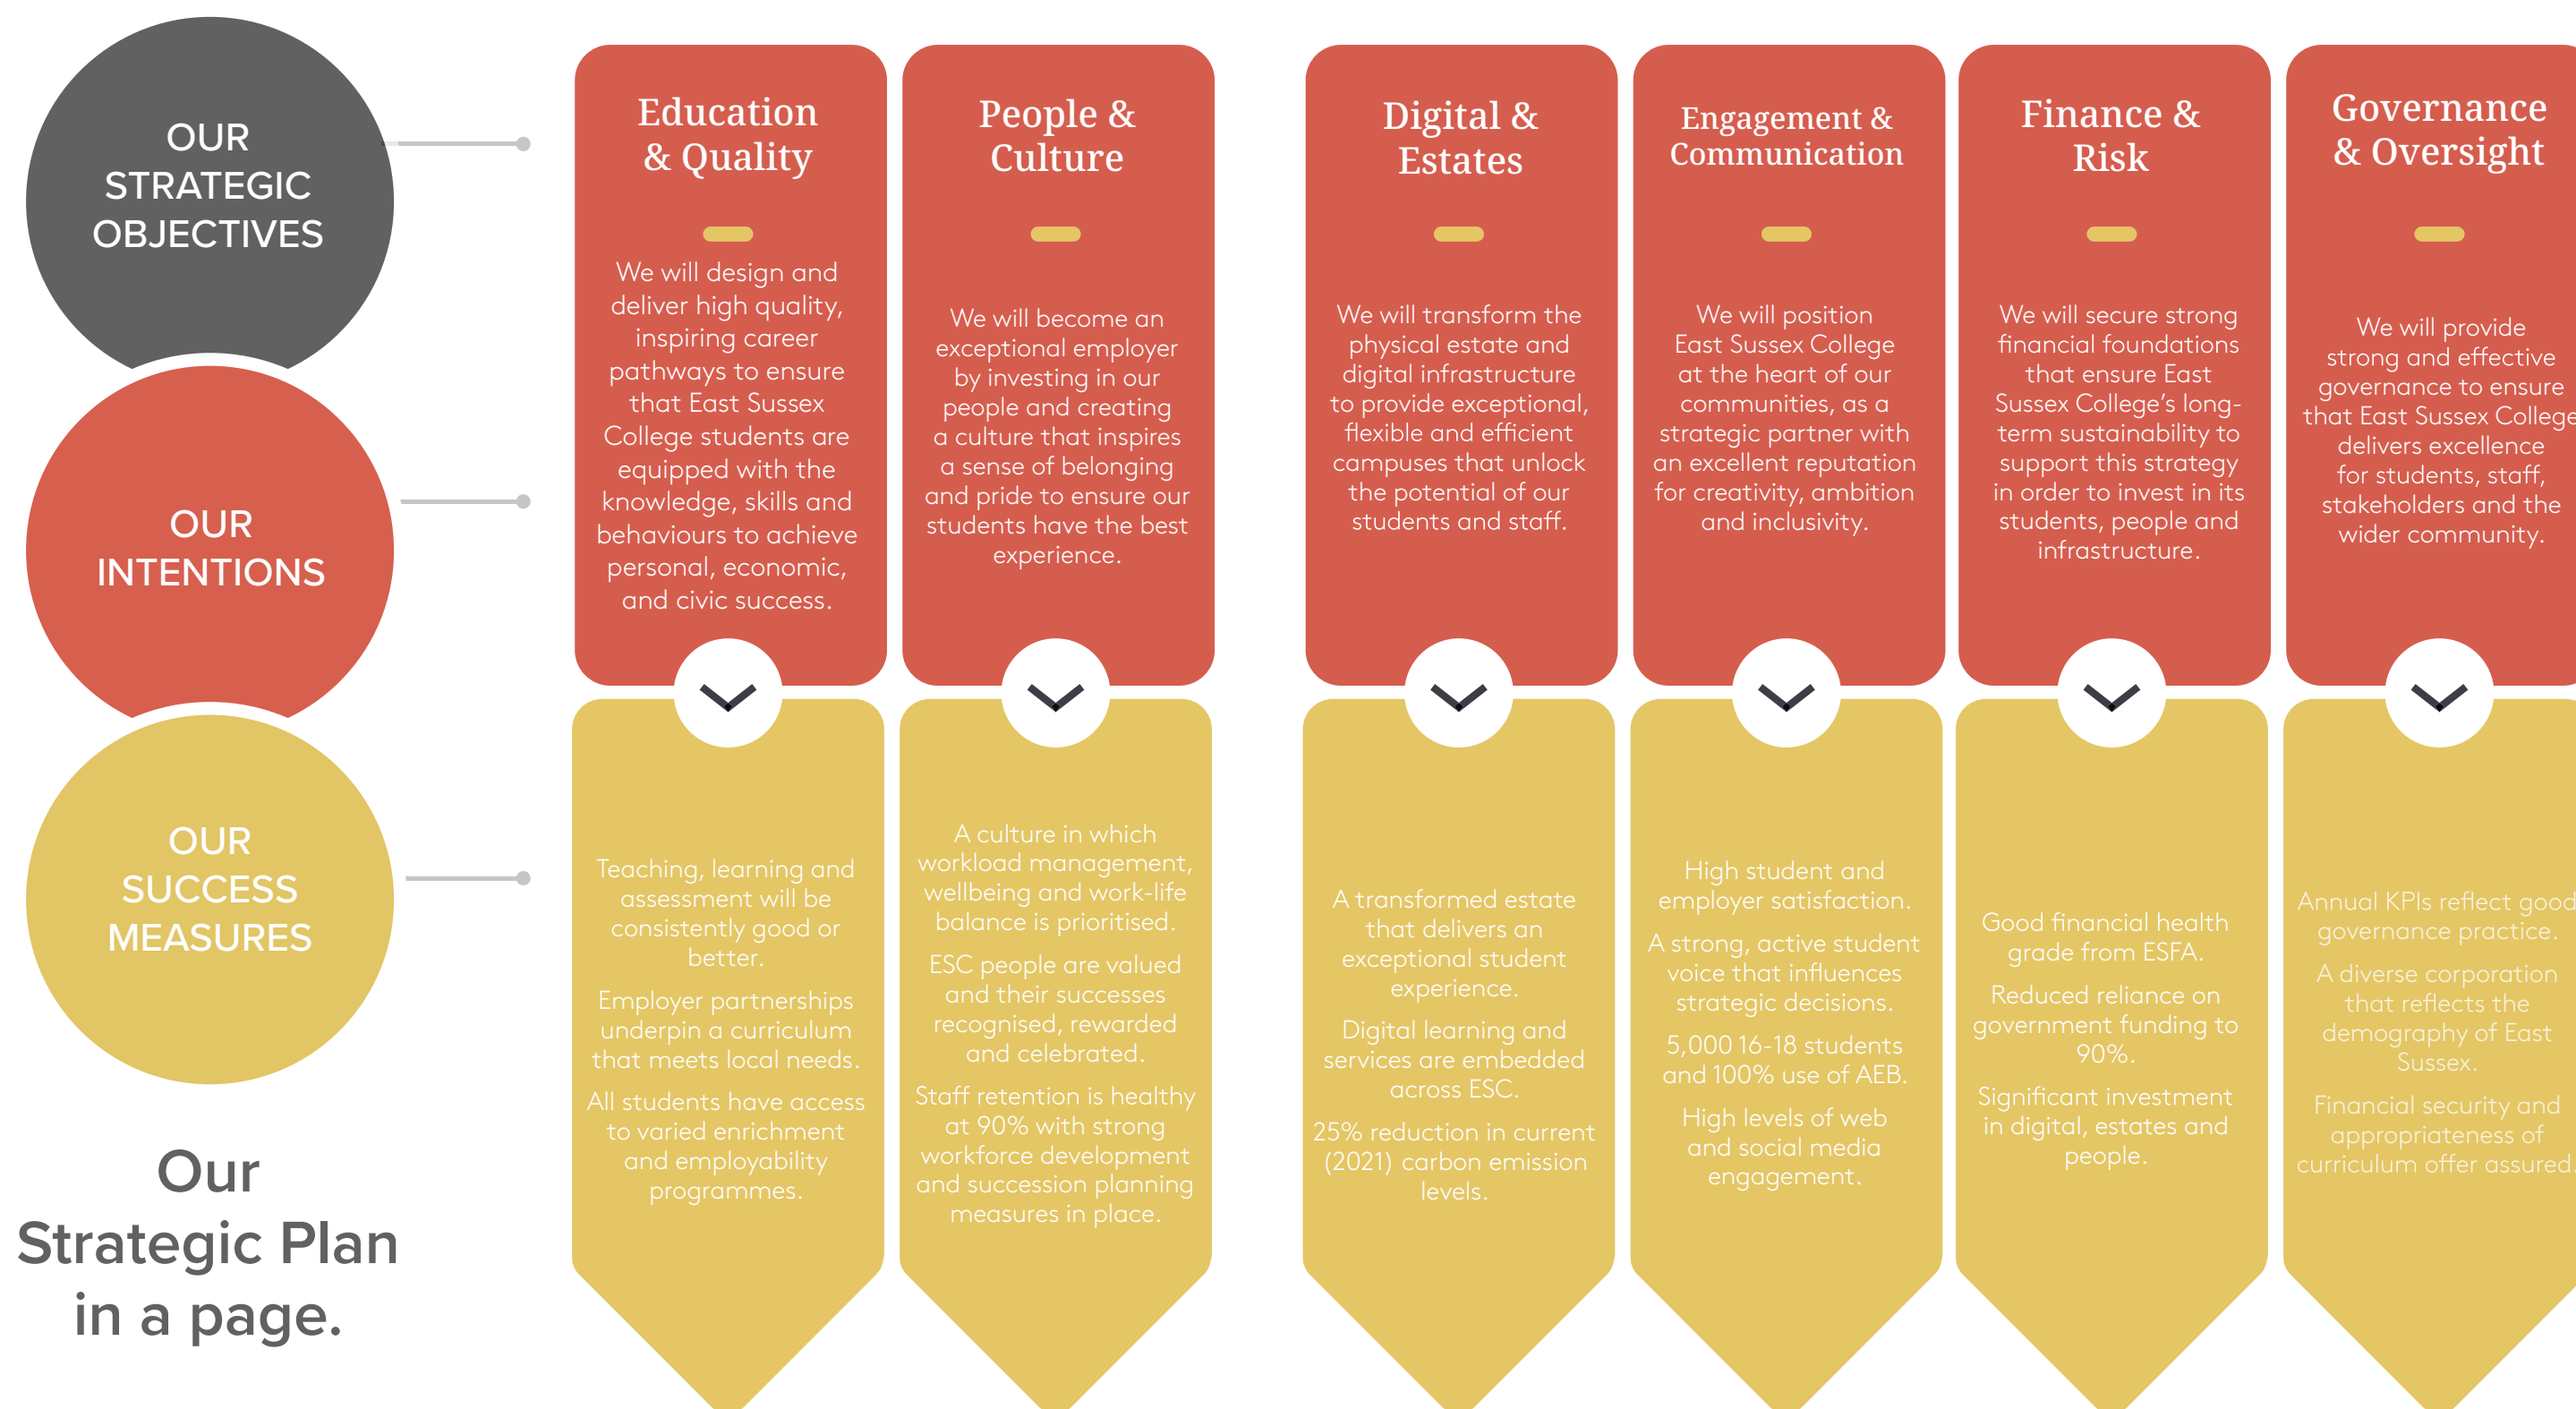 OUR
STRATEGIC
OBJECTIVES
OUR
INTENTIONS
OUR
SUCCESS
MEASURES
Our
Strategic Plan
in a page.
Education
& Quality
We will design and
deliver high quality,
inspiring career
pathways to ensure
that East Sussex
College students are
equipped with the
knowledge, skills and
behaviours to achieve
personal, economic,
and civic success.
Teaching, learning and
assessment will be
consistently good or
better.
Employer partnerships
underpin a curriculum
that meets local needs.
All students have access
to varied enrichment
and employability
programmes.
People &
Culture
We will become an
exceptional employer
by investing in our
people and creating
a culture that inspires
a sense of belonging
and pride to ensure our
students have the best
experience.
A culture in which
workload management,
wellbeing and work-life
balance is prioritised.
ESC people are valued
and their successes
recognised, rewarded
and celebrated.
Staff retention is healthy
at 90% with strong
workforce development
and succession planning
measures in place.
Digital &
Estates
We will transform the
physical estate and
digital infrastructure
to provide exceptional,
flexible and efficient
campuses that unlock
the potential of our
students and staff.
A transformed estate
that delivers an
exceptional student
experience.
Digital learning and
services are embedded
across ESC.
25% reduction in current
(2021) carbon emission
levels.
Engagement &
Communication
We will position
East Sussex College
at the heart of our
communities, as a
strategic partner with
an excellent reputation
for creativity, ambition
and inclusivity.
High student and
employer satisfaction.
A strong, active student
voice that influences
strategic decisions.
5,000 16-18 students
and 100% use of AEB.
High levels of web
and social media
engagement.
Finance &
Risk
We will secure strong
financial foundations
that ensure East
Sussex College’s long-
term sustainability to
support this strategy
in order to invest in its
students, people and
infrastructure.
Good financial health
grade from ESFA.
Reduced reliance on
government funding to
90%.
Significant investment
in digital, estates and
people.
Governance
& Oversight
We will provide
strong and effective
governance to ensure
that East Sussex College
delivers excellence
for students, staff,
stakeholders and the
wider community.
Annual KPIs reflect good
governance practice.
A diverse corporation
that reflects the
demography of East
Sussex.
Financial security and
appropriateness of
curriculum offer assured.